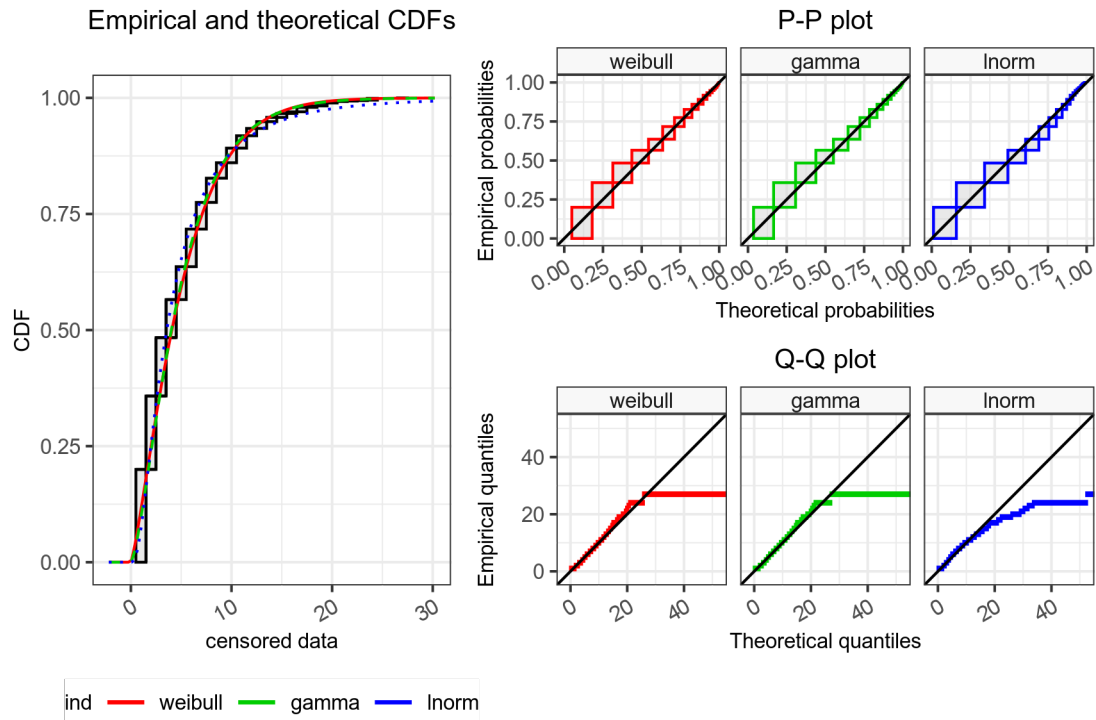 Empirical and theoretical CDFs
1.00
0.75
0.50
0.25
0.00
CDF
0 10 20 30
censored data
ind weibull gamma lnorm
P-P plot
weibull gamma lnorm
1.00
0.75
0.50
0.25
0.00
Empirical probabilities
0.00 0.25 0.50 0.75 1.00 0.00 0.25 0.50 0.75 1.00 0.00 0.25 0.50 0.75 1.00
Theoretical probabilities
Q-Q plot
weibull gamma lnorm
40
20
0
Empirical quantiles
0 20 40 0 20 40 0 20 40
Theoretical quantiles